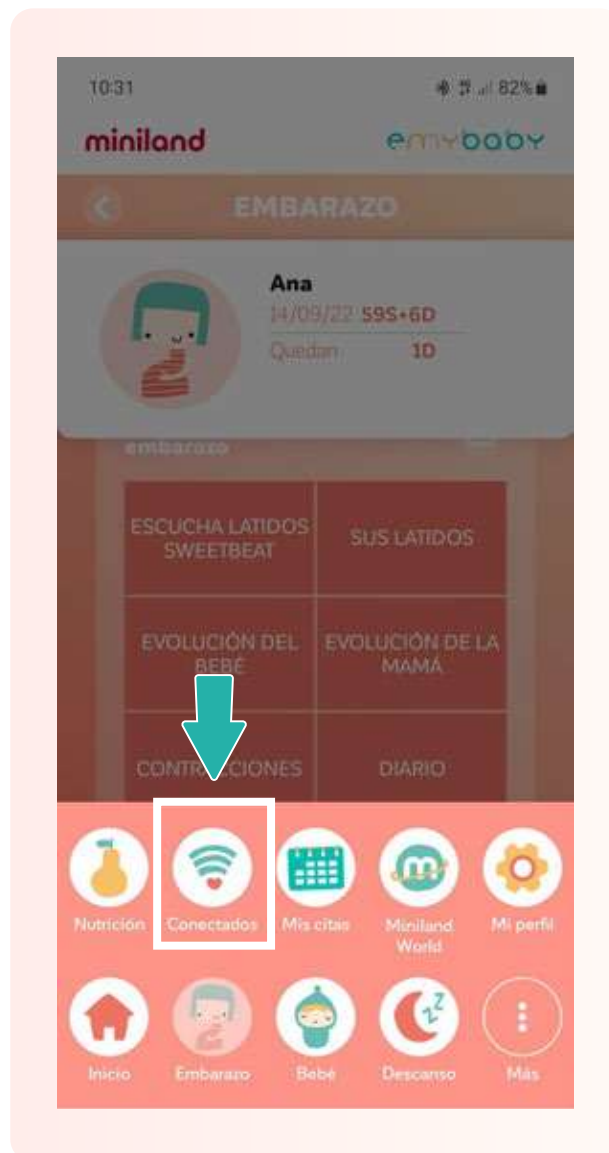 10:31
82%
miniland
emybaby
EMBARAZO
Ana
14/09/22 59S+6D
Quedan 1D
embarazo
ESCUCHA LATIDOS
SWEETBEAT
SUS LATIDOS
EVOLUCIÓN DEL
BEBÉ
EVOLUCIÓN DE LA
MAMÁ
CONTRACCIONES
DIARIO
Nutrición
Conectados
Mis citas
Miniland
World
Mi perfil
Inicio
Embarazo
Bebé
Descanso
Más